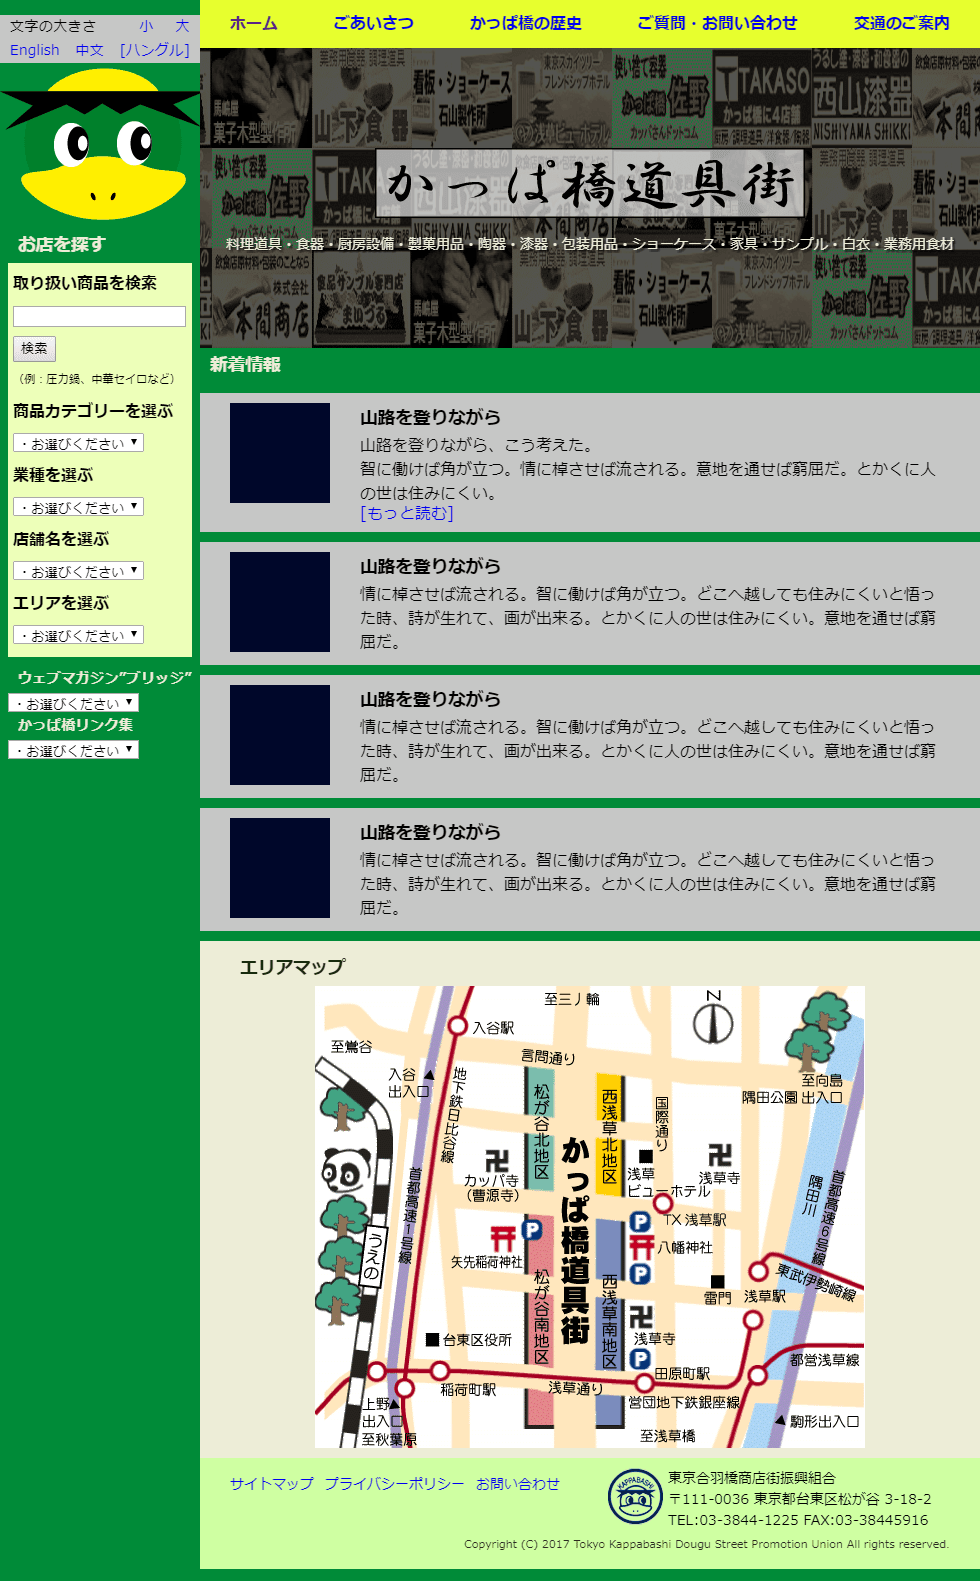 文字の大きさ 小 大
English 中文 [ハングル]
お店を探す
取り扱い商品を検索
検索
（例：圧力鍋、中華セイロなど）
商品カテゴリーを選ぶ
・お選びください
業種を選ぶ
・お選びください
店舗名を選ぶ
・お選びください
エリアを選ぶ
・お選びください
ウェブマガジン”ブリッジ”
・お選びください
かっぱ橋リンク集
・お選びください
ホーム ごあいさつ かっぱ橋の歴史 ご質問・お問い合わせ 交通のご案内
かっぱ橋道具街
料理道具・食器・厨房設備・製菓用品・陶器・漆器・包装用品・ショーケース・家具・サンプル・白衣・業務用食材
新着情報
山路を登りながら
山路を登りながら、こう考えた。
智に働けば角が立つ。情に棹させば流される。意地を通せば窮屈だ。とかくに人
の世は住みにくい。
[もっと読む]
山路を登りながら
情に棹させば流される。智に働けば角が立つ。どこへ越しても住みにくいと悟っ
た時、詩が生れて、画が出来る。とかくに人の世は住みにくい。意地を通せば窮
屈だ。
山路を登りながら
情に棹させば流される。智に働けば角が立つ。どこへ越しても住みにくいと悟っ
た時、詩が生れて、画が出来る。とかくに人の世は住みにくい。意地を通せば窮
屈だ。
山路を登りながら
情に棹させば流される。智に働けば角が立つ。どこへ越しても住みにくいと悟っ
た時、詩が生れて、画が出来る。とかくに人の世は住みにくい。意地を通せば窮
屈だ。
エリアマップ
至三ノ輪
N
入谷駅
至鶯谷
言問通り
入谷
出入口
地下鉄日比谷線
松が谷北地区
西浅草北地区
国際通り
至向島
隅田公園 出入口
かっぱ橋道具街
カッパ寺
（曹源寺）
浅草
ビューホテル
浅草寺
首都高速1号線
隅田川
首都高速6号線
TX 浅草駅
P
P
八幡神社
矢先稲荷神社
うえの
P
東武伊勢崎線
雷門
浅草駅
松が谷南地区
西浅草南地区
台東区役所
浅草寺
P
都営浅草線
田原町駅
稲荷町駅
浅草通り
営団地下鉄銀座線
上野
出入口
至秋葉原
至浅草橋
駒形出入口
サイトマップ プライバシーポリシー お問い合わせ
KAPPABASHI
東京合羽橋商店街振興組合
〒111-0036 東京都台東区松が谷 3-18-2
TEL:03-3844-1225 FAX:03-38445916
Copyright (C) 2017 Tokyo Kappabashi Dougu Street Promotion Union All rights reserved.